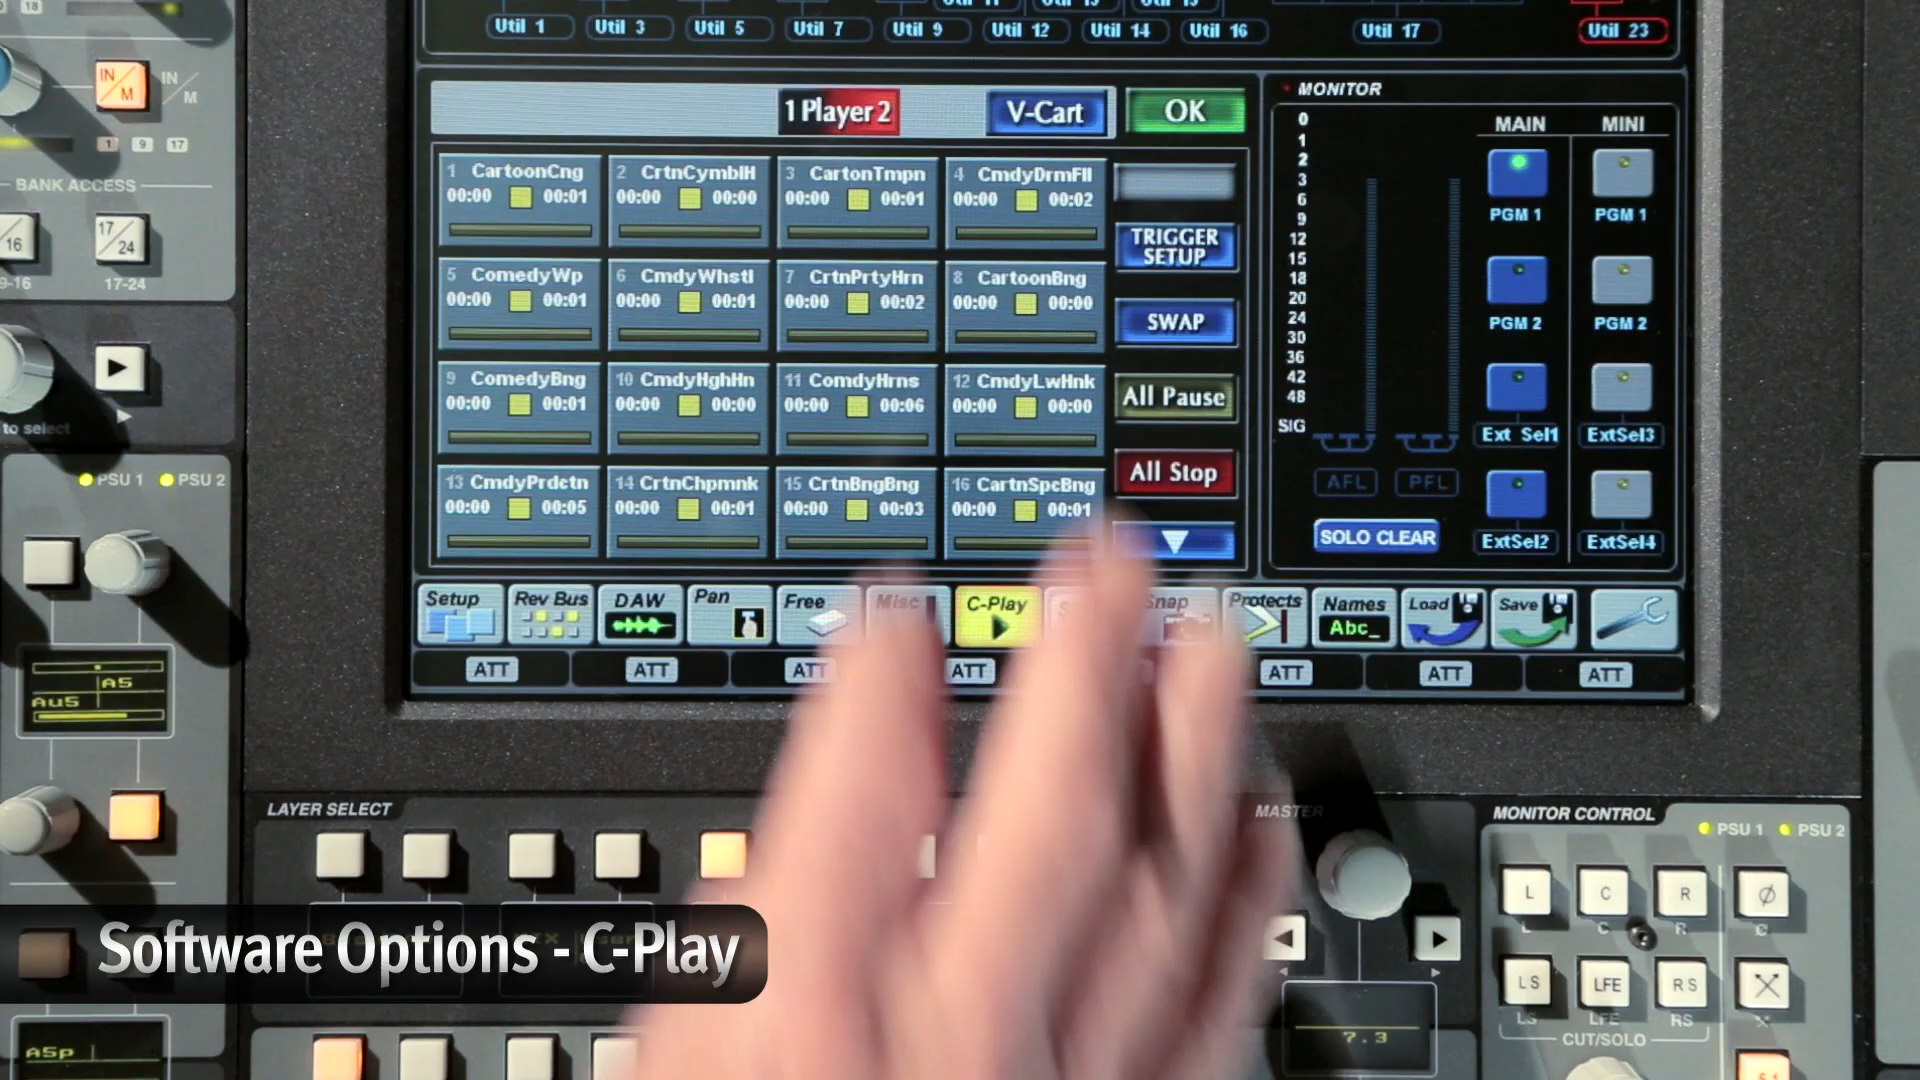 18
Util 1 Util 3 Util 5 Util 7 Util 9 Util 12 Util 14 Util 16 Util 17 Util 23
IN/M IN/M
1 9 17
BANK ACCESS
16 17/24
9-16 17-24
to select
PSU 1 PSU 2
A5
Au5
A5p
1 Player 2 V-Cart OK
1 CartoonCng 2 CrtnCymblH 3 CartonTmpn 4 CmdyDrmFll
00:00 00:01 00:00 00:00 00:00 00:01 00:00 00:02
5 ComedyWp 6 CmdyWhstl 7 CrtnPrtyHrn 8 CartoonBng
00:00 00:01 00:00 00:01 00:00 00:02 00:00 00:00
9 ComedyBng 10 CmdyHghHn 11 ComdyHrns 12 CmdyLwHnk
00:00 00:01 00:00 00:00 00:00 00:06 00:00 00:00
13 CmdyPrdctn 14 CrtnChpmnk 15 CrtnBngBng 16 CartnSpcBng
00:00 00:05 00:00 00:01 00:00 00:03 00:00 00:01
TRIGGER
SETUP
SWAP
All Pause
All Stop
MONITOR
0
1
2
3
6
9
12
15
18
20
24
30
36
42
48
SIG
MAIN MINI
PGM 1 PGM 1
PGM 2 PGM 2
Ext Sel1 ExtSel3
AFL PFL
SOLO CLEAR
ExtSel2 ExtSel4
Setup Rev Bus DAW Pan Free Misc C-Play Snap Protects Names Load Save
Abc_
ATT ATT ATT ATT ATT ATT ATT
LAYER SELECT
MASTER
7.3
MONITOR CONTROL
PSU 1 PSU 2
L C R Ø
L C R Ø
LS LFE RS
LS LFE RS
CUT/SOLO
5.1
Software Options - C-Play